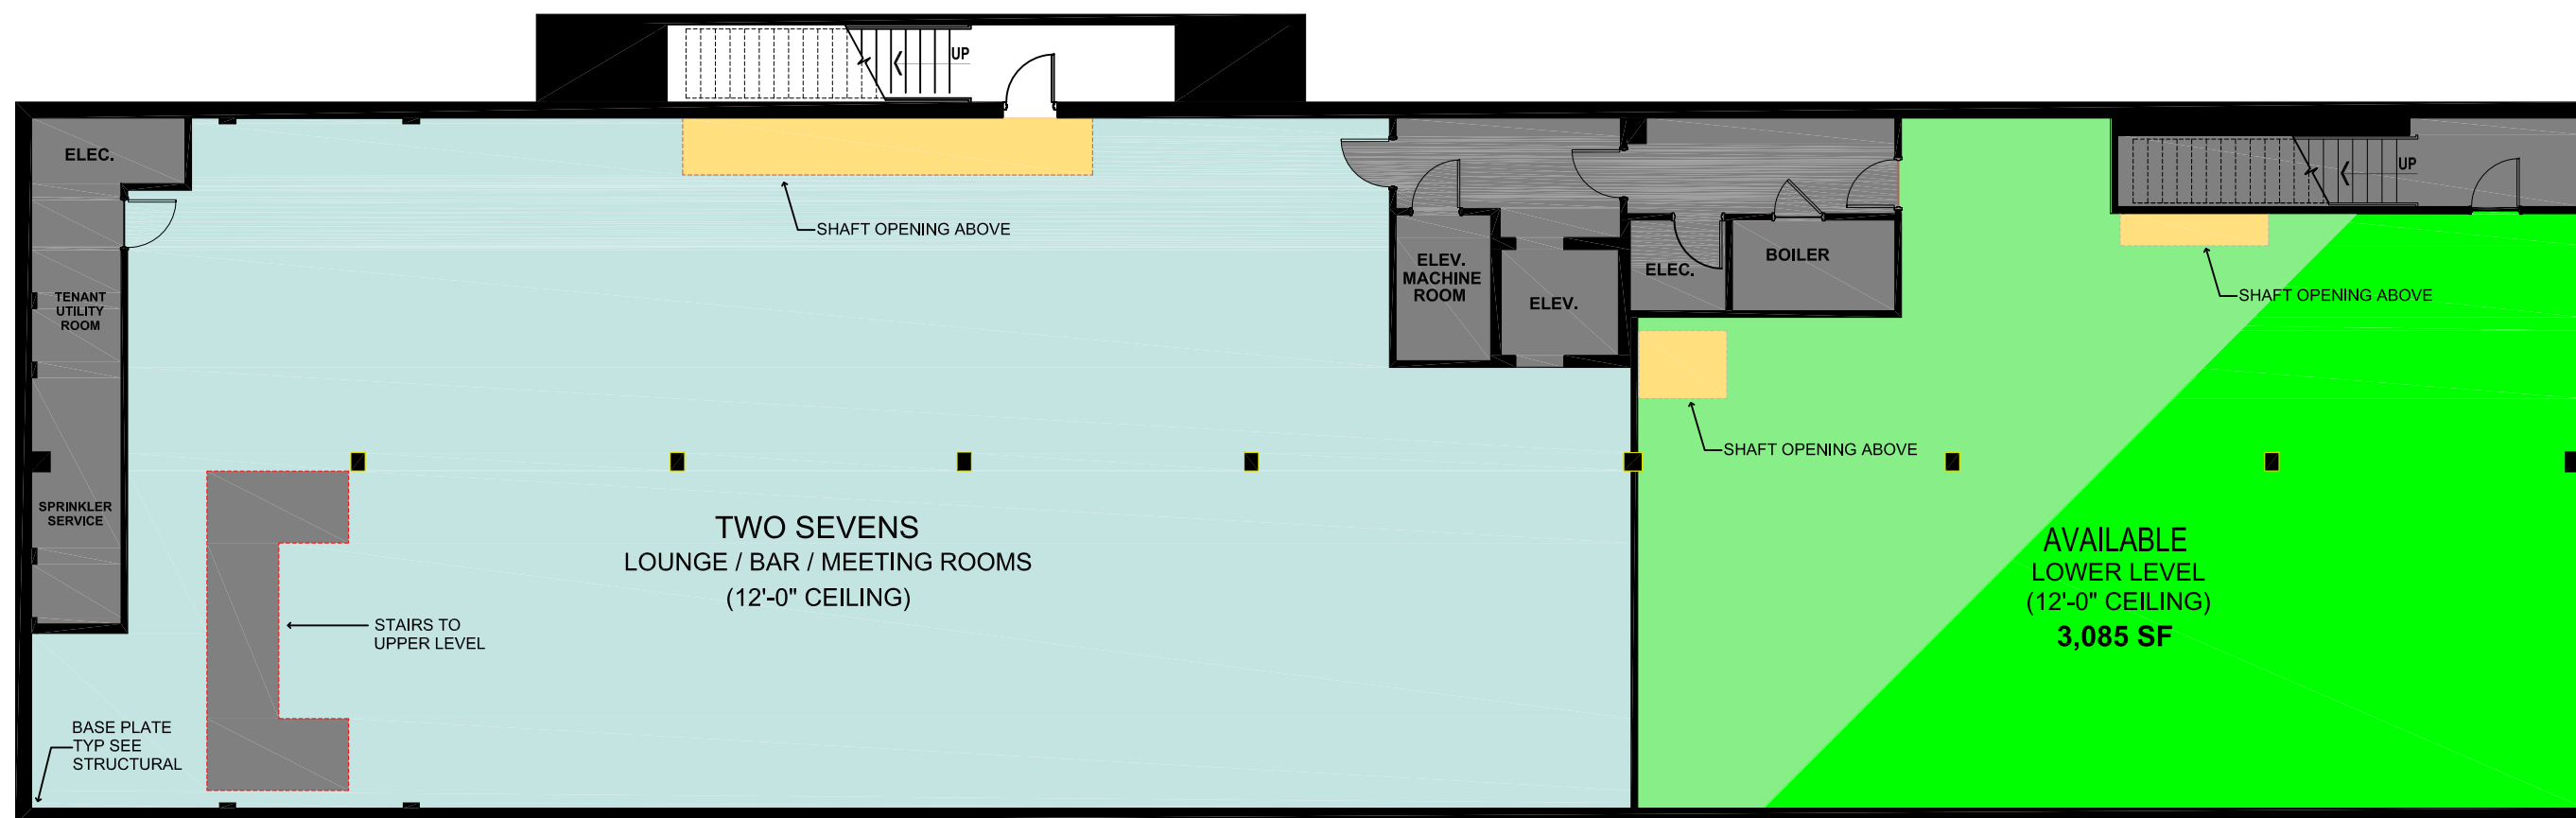 UP
ELEC.
SHAFT OPENING ABOVE
TENANT
UTILITY
ROOM
SPRINKLER
SERVICE
ELEV.
MACHINE
ROOM
ELEV.
ELEC.
BOILER
UP
SHAFT OPENING ABOVE
SHAFT OPENING ABOVE
TWO SEVENS
LOUNGE / BAR / MEETING ROOMS
(12'-0" CEILING)
STAIRS TO
UPPER LEVEL
BASE PLATE
TYP SEE
STRUCTURAL
AVAILABLE
LOWER LEVEL
(12'-0" CEILING)
3,085 SF